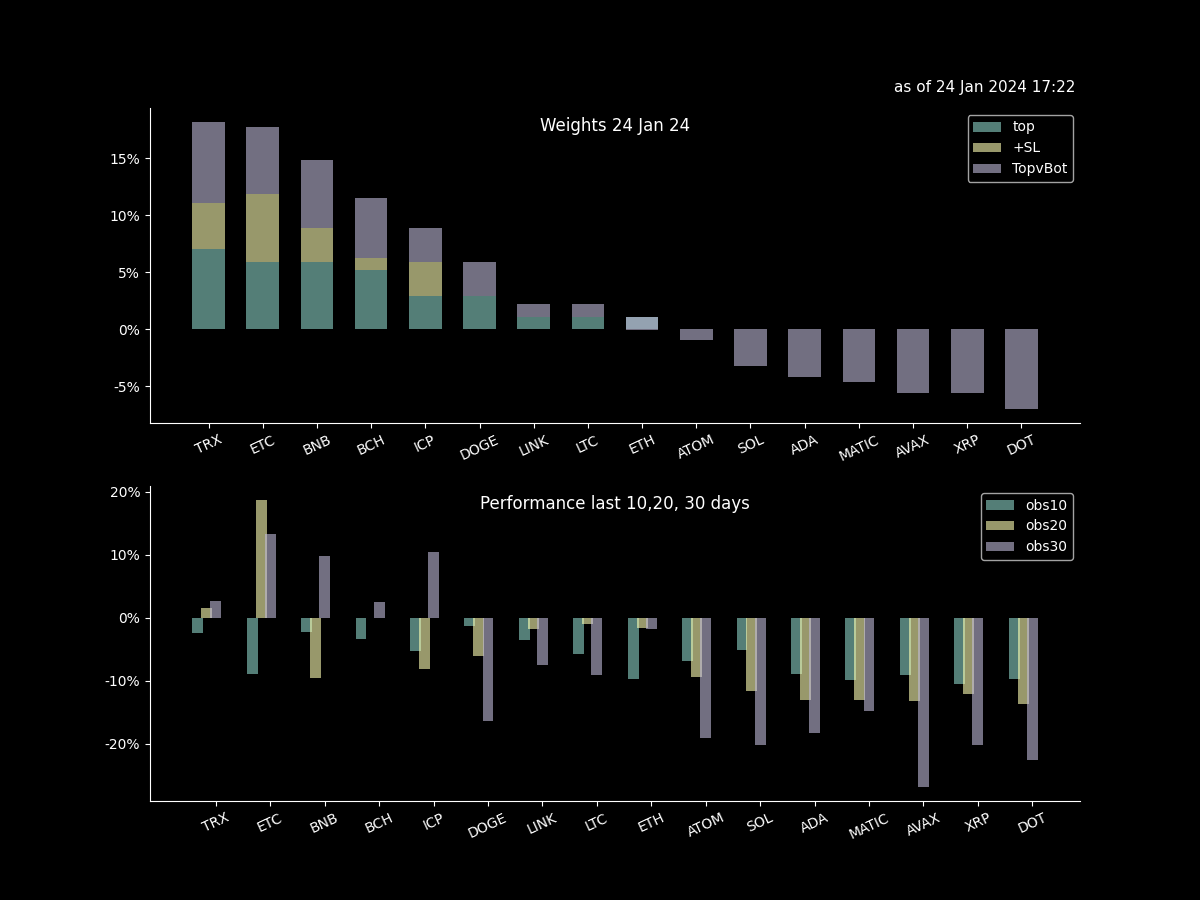 as of 24 Jan 2024 17:22
Weights 24 Jan 24
top
+SL
TopvBot
15%
10%
5%
0%
-5%
TRX ETC BNB BCH ICP DOGE LINK LTC ETH ATOM SOL ADA MATIC AVAX XRP DOT
Performance last 10,20, 30 days
obs10
obs20
obs30
20%
10%
0%
-10%
-20%
TRX ETC BNB BCH ICP DOGE LINK LTC ETH ATOM SOL ADA MATIC AVAX XRP DOT